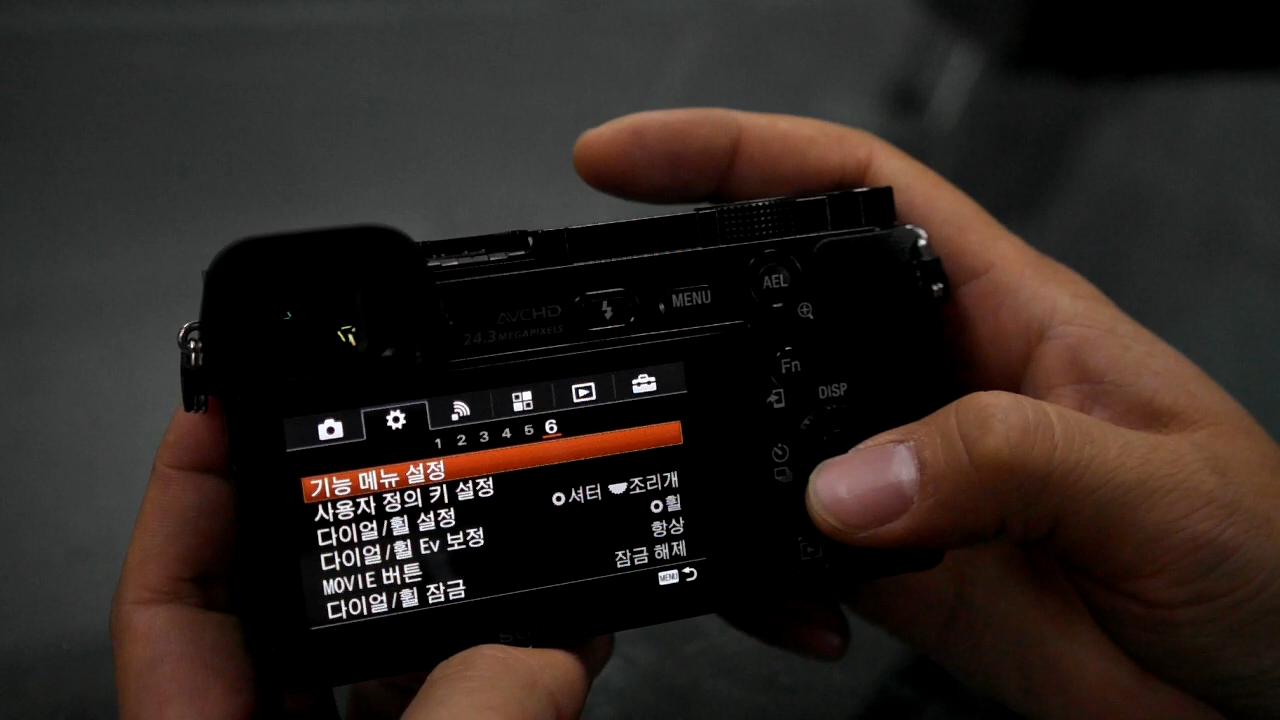 AEL
MENU
AVCHD
24.3 MEGAPIXELS
Fn
DISP
1 2 3 4 5 6
기능 메뉴 설정
사용자 정의 키 설정
다이얼/휠 설정 셔터 조리개
다이얼/휠 Ev 보정 휠
MOVIE 버튼 항상
다이얼/휠 잠금 잠금 해제
MENU